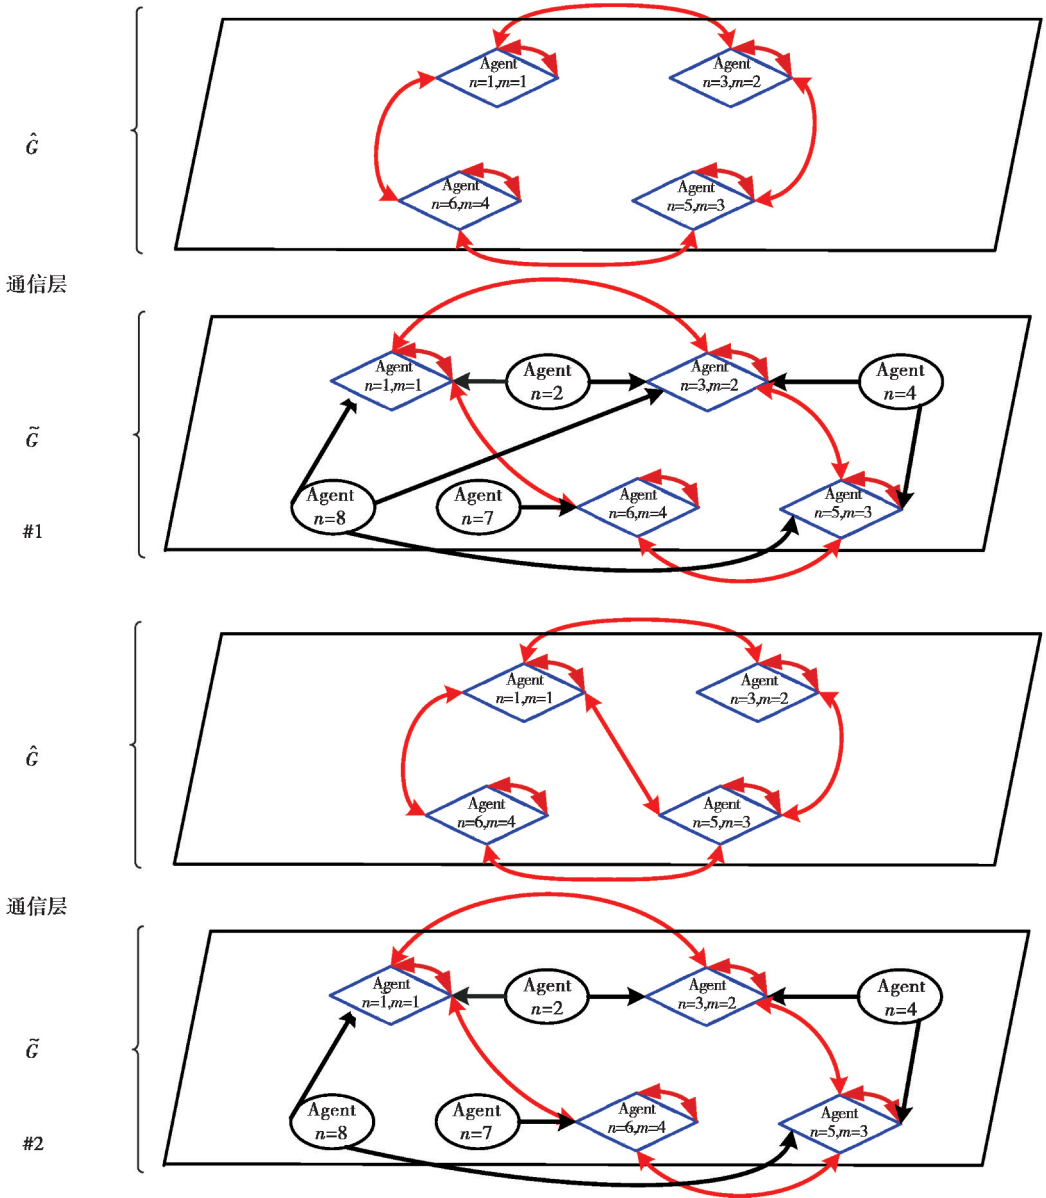 Agent
n=1,m=1
Agent
n=3,m=2
Ĝ
Agent
n=6,m=4
Agent
n=5,m=3
通信层
Agent
n=1,m=1
Agent
n=2
Agent
n=3,m=2
Agent
n=4
G̃
Agent
n=8
Agent
n=7
Agent
n=6,m=4
Agent
n=5,m=3
#1
Agent
n=1,m=1
Agent
n=3,m=2
Ĝ
Agent
n=6,m=4
Agent
n=5,m=3
通信层
Agent
n=1,m=1
Agent
n=2
Agent
n=3,m=2
Agent
n=4
G̃
Agent
n=8
Agent
n=7
Agent
n=6,m=4
Agent
n=5,m=3
#2